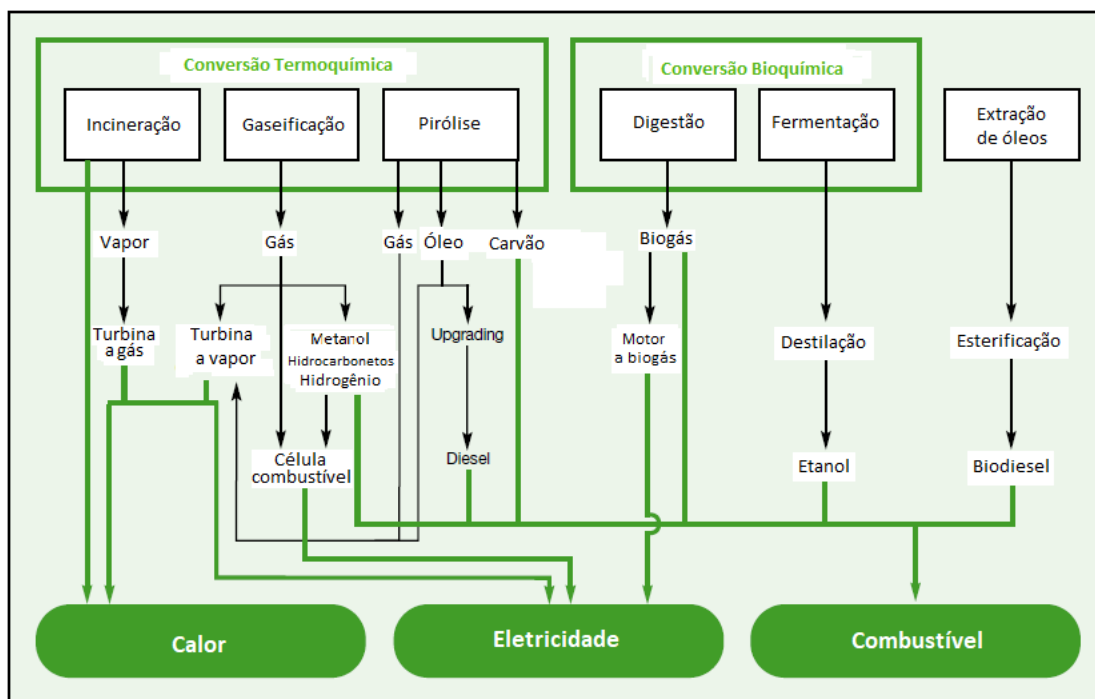 Conversão Termoquímica
Conversão Bioquímica
Incineração
Gaseificação
Pirólise
Digestão
Fermentação
Extração
de óleos
Vapor
Gás
Gás
Óleo
Carvão
Biogás
Turbina
a gás
Turbina
a vapor
Metanol
Hidrocarbonetos
Hidrogênio
Upgrading
Motor
a biogás
Destilação
Esterificação
Célula
combustível
Diesel
Etanol
Biodiesel
Calor
Eletricidade
Combustível